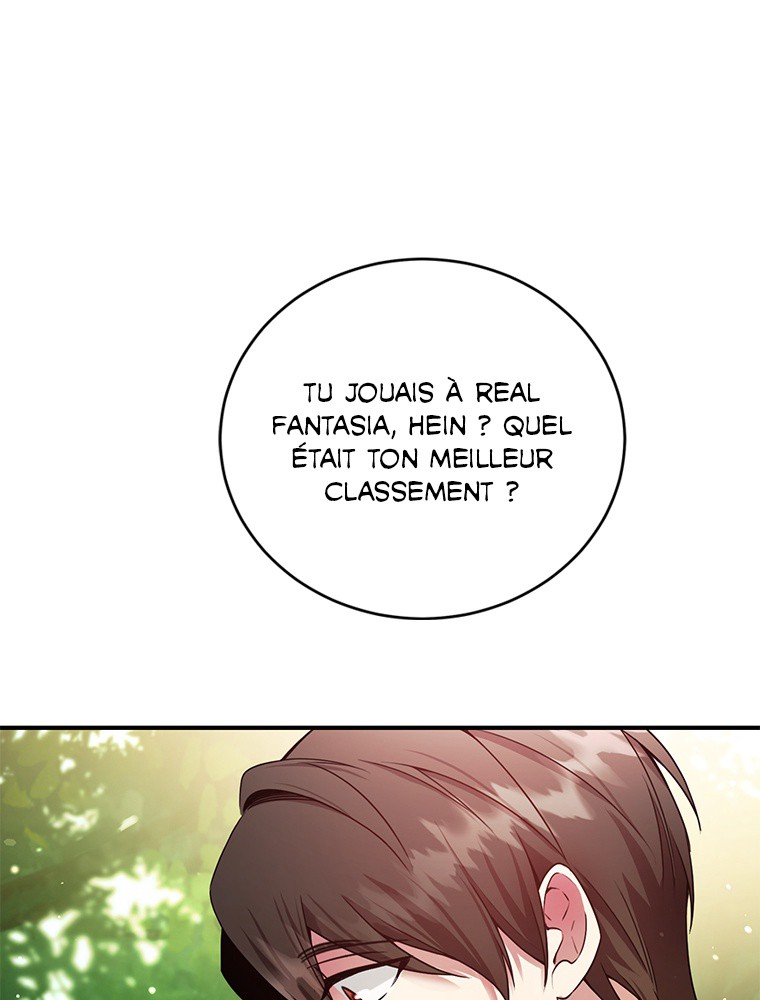 TU JOUAIS À REAL
FANTASIA, HEIN ? QUEL
ÉTAIT TON MEILLEUR
CLASSEMENT ?